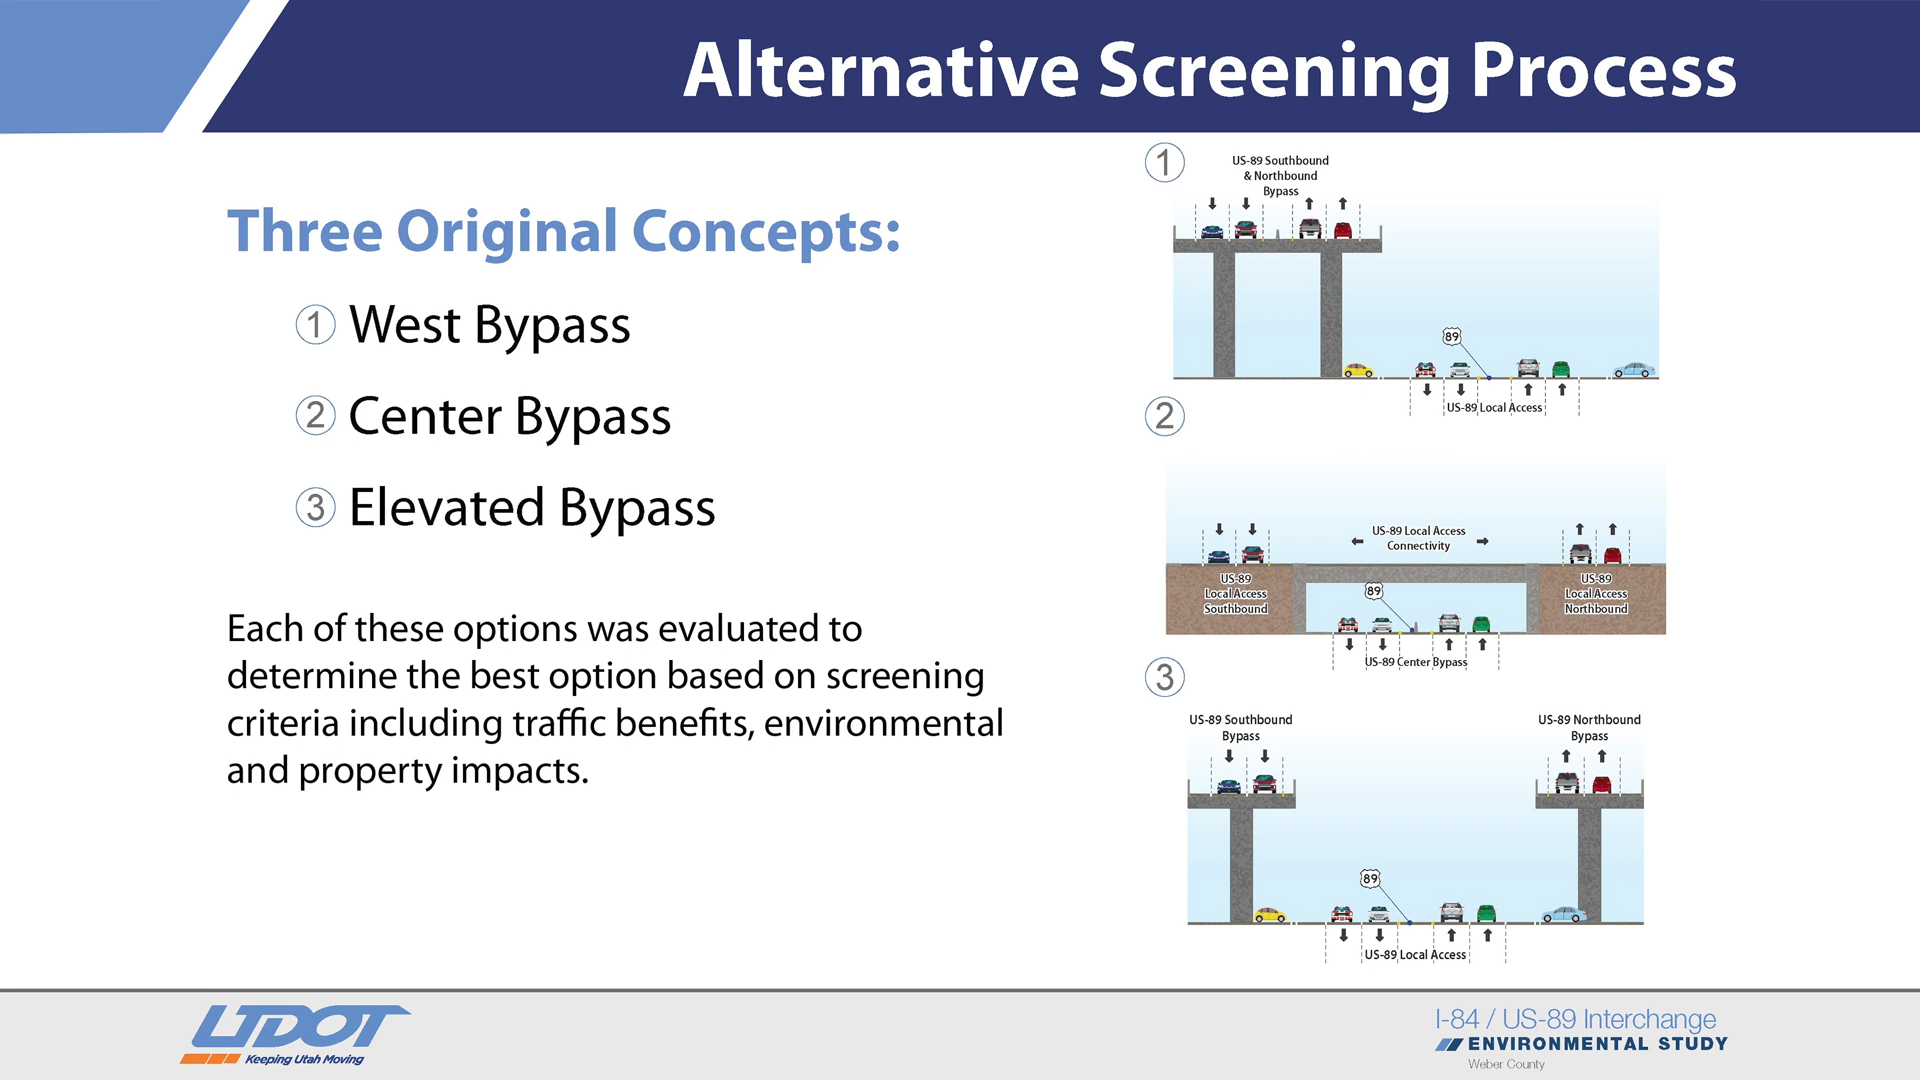 Alternative Screening Process
Three Original Concepts:
1 West Bypass
2 Center Bypass
3 Elevated Bypass
Each of these options was evaluated to
determine the best option based on screening
criteria including traffic benefits, environmental
and property impacts.
1
US-89 Southbound
& Northbound
Bypass
89
US-89 Local Access
2
US-89 Local Access
Connectivity
US-89
Local Access
Southbound
89
US-89
Local Access
Northbound
US-89 Center Bypass
3
US-89 Southbound
Bypass
US-89 Northbound
Bypass
89
US-89 Local Access
UDOT
Keeping Utah Moving
I-84 / US-89 Interchange
ENVIRONMENTAL STUDY
Weber County